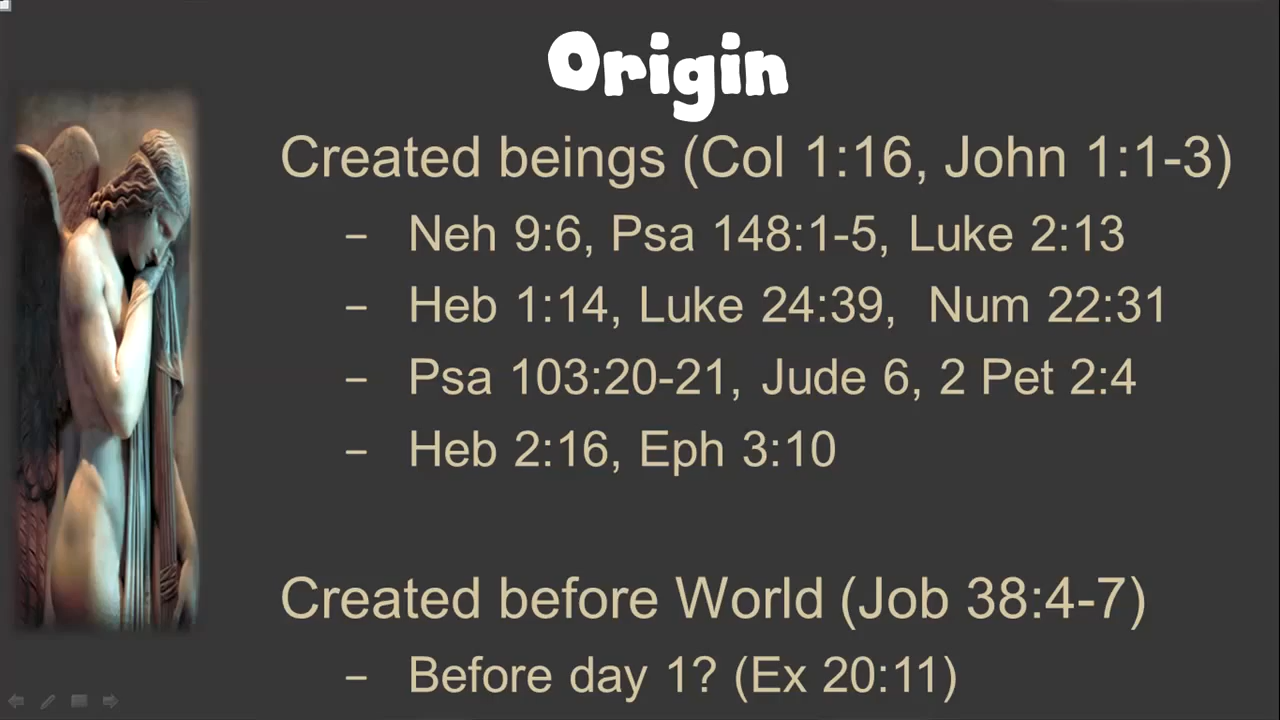 Origin
Created beings (Col 1:16, John 1:1-3)
– Neh 9:6, Psa 148:1-5, Luke 2:13
– Heb 1:14, Luke 24:39, Num 22:31
– Psa 103:20-21, Jude 6, 2 Pet 2:4
– Heb 2:16, Eph 3:10
Created before World (Job 38:4-7)
– Before day 1? (Ex 20:11)